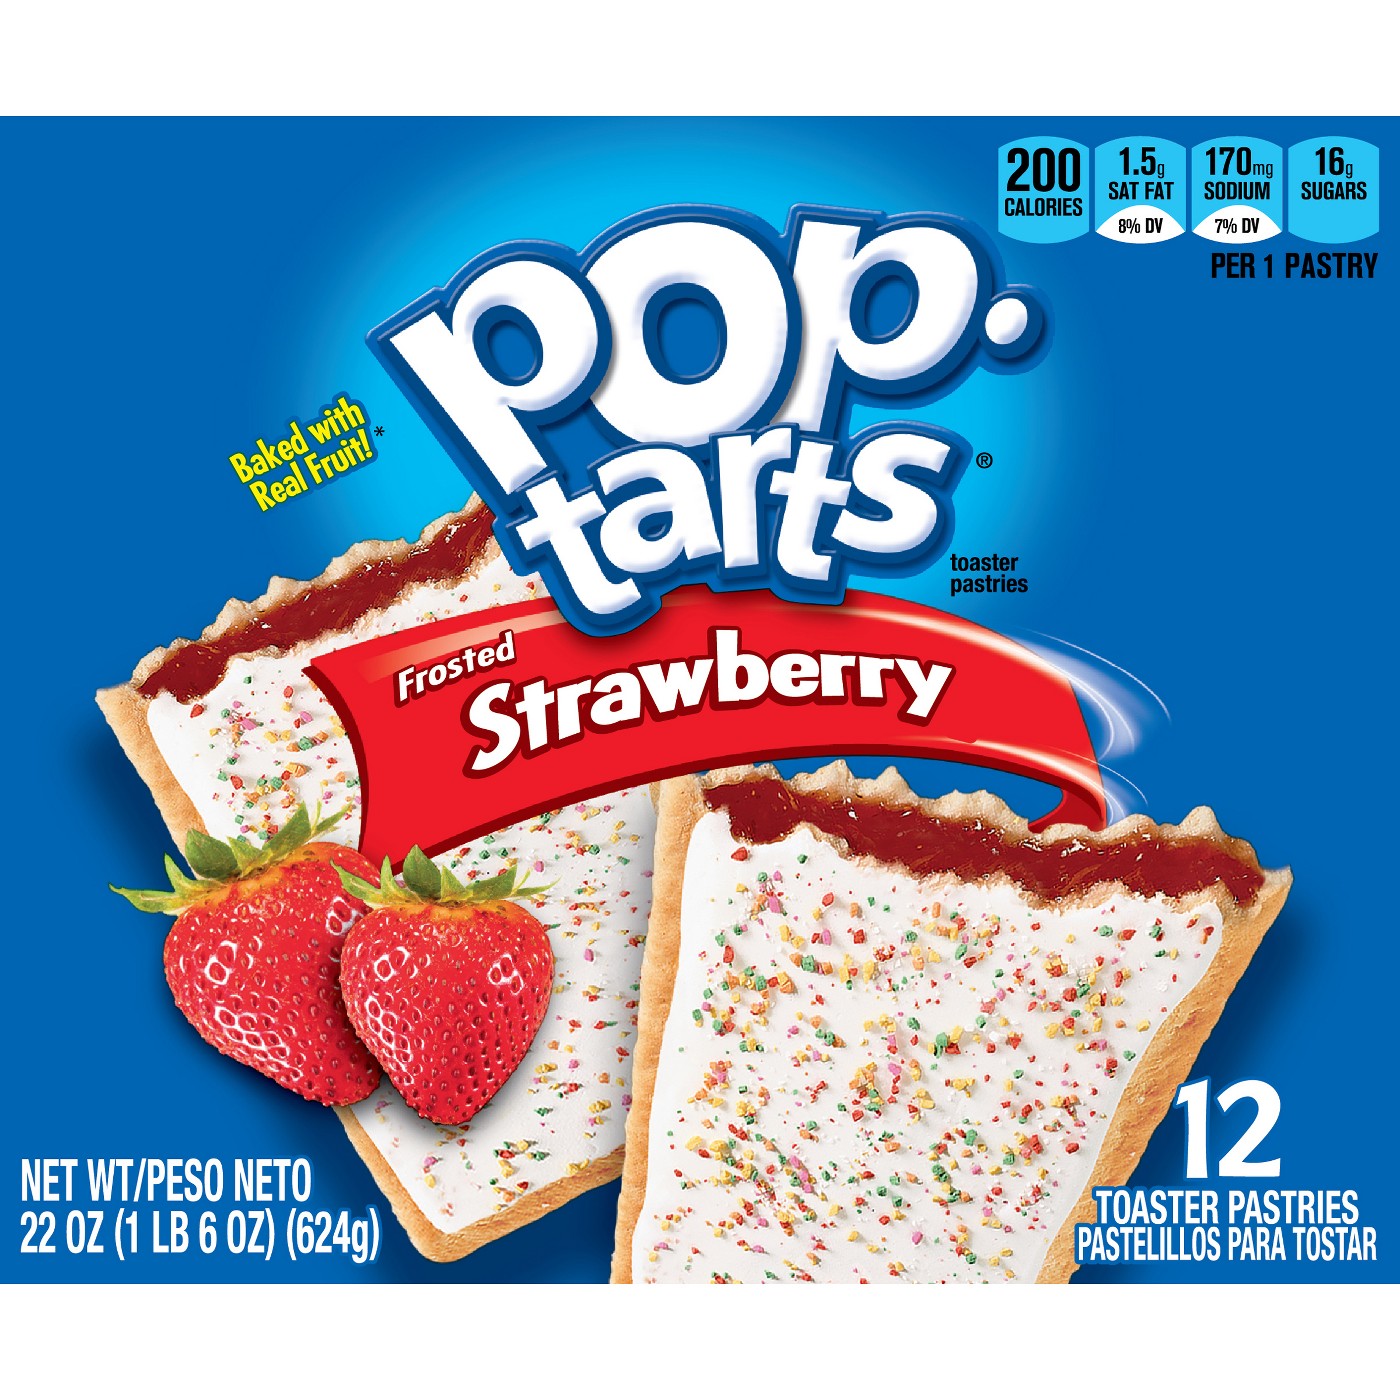 200
CALORIES
1.5g
SAT FAT
8% DV
170mg
SODIUM
7% DV
16g
SUGARS
PER 1 PASTRY
pop.
tarts®
Baked with
Real Fruit!*
toaster
pastries
Frosted
Strawberry
NET WT/PESO NETO
22 OZ (1 LB 6 OZ) (624g)
12
TOASTER PASTRIES
PASTELILLOS PARA TOSTAR